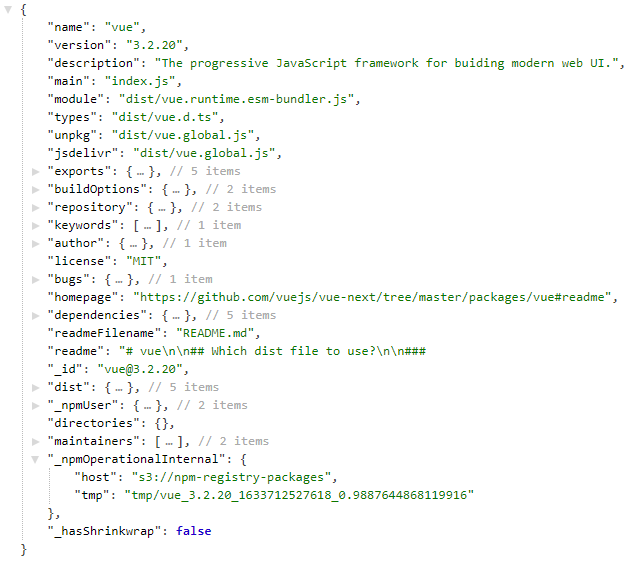 {
"name": "vue",
"version": "3.2.20",
"description": "The progressive JavaScript framework for buiding modern web UI.",
"main": "index.js",
"module": "dist/vue.runtime.esm-bundler.js",
"types": "dist/vue.d.ts",
"unpkg": "dist/vue.global.js",
"jsdelivr": "dist/vue.global.js",
"exports": { … }, // 5 items
"buildOptions": { … }, // 2 items
"repository": { … }, // 2 items
"keywords": [ … ], // 1 item
"author": { … }, // 1 item
"license": "MIT",
"bugs": { … }, // 1 item
"homepage": "https://github.com/vuejs/vue-next/tree/master/packages/vue#readme",
"dependencies": { … }, // 5 items
"readmeFilename": "README.md",
"readme": "# vue\n\n## Which dist file to use?\n\n###
"_id": "vue@3.2.20",
"dist": { … }, // 5 items
"_npmUser": { … }, // 2 items
"directories": {},
"maintainers": [ … ], // 2 items
"_npmOperationalInternal": {
"host": "s3://npm-registry-packages",
"tmp": "tmp/vue_3.2.20_1633712527618_0.9887644868119916"
},
"_hasShrinkwrap": false
}